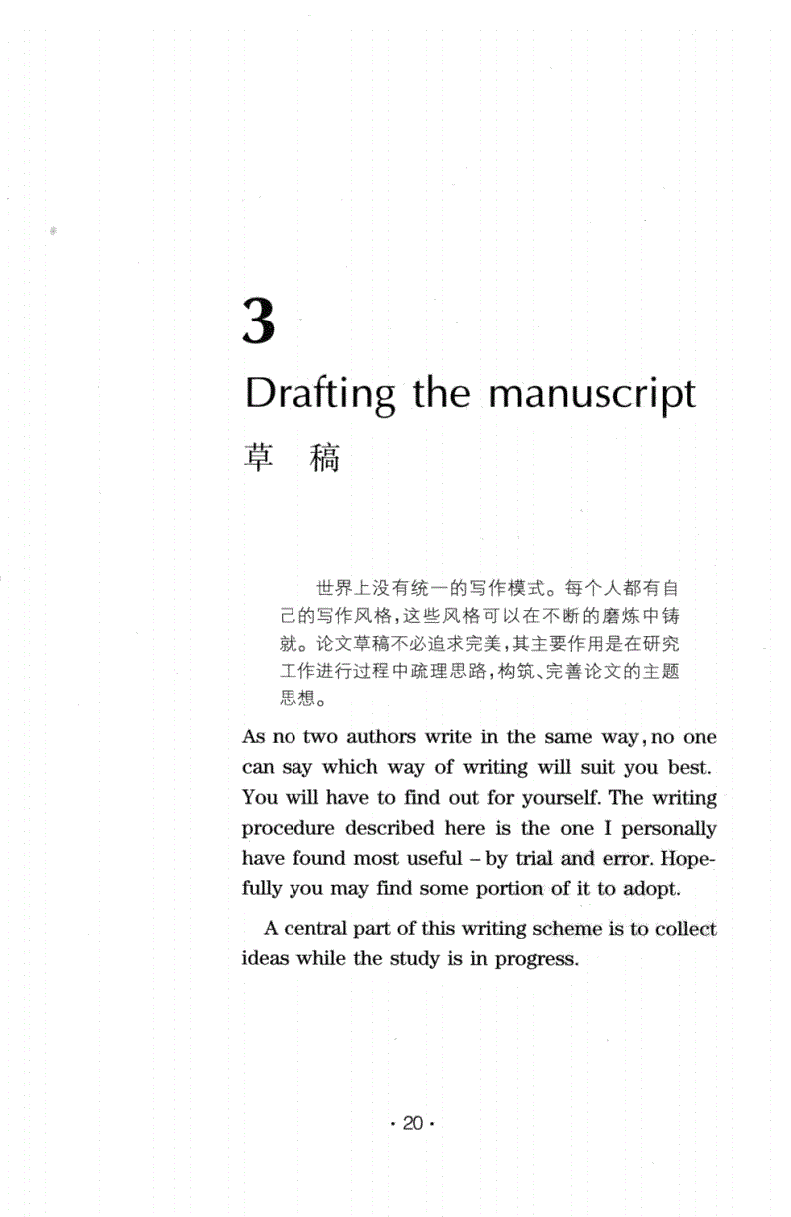 3
Drafting the manuscript
草 稿
世界上没有统一的写作模式。每个人都有自
己的写作风格,这些风格可以在不断的磨炼中铸
就。论文草稿不必追求完美,其主要作用是在研究
工作进行过程中疏理思路,构筑、完善论文的主题
思想。
As no two authors write in the same way, no one
can say which way of writing will suit you best.
You will have to find out for yourself. The writing
procedure described here is the one I personally
have found most useful – by trial and error. Hope-
fully you may find some portion of it to adopt.
A central part of this writing scheme is to collect
ideas while the study is in progress.
· 20 ·